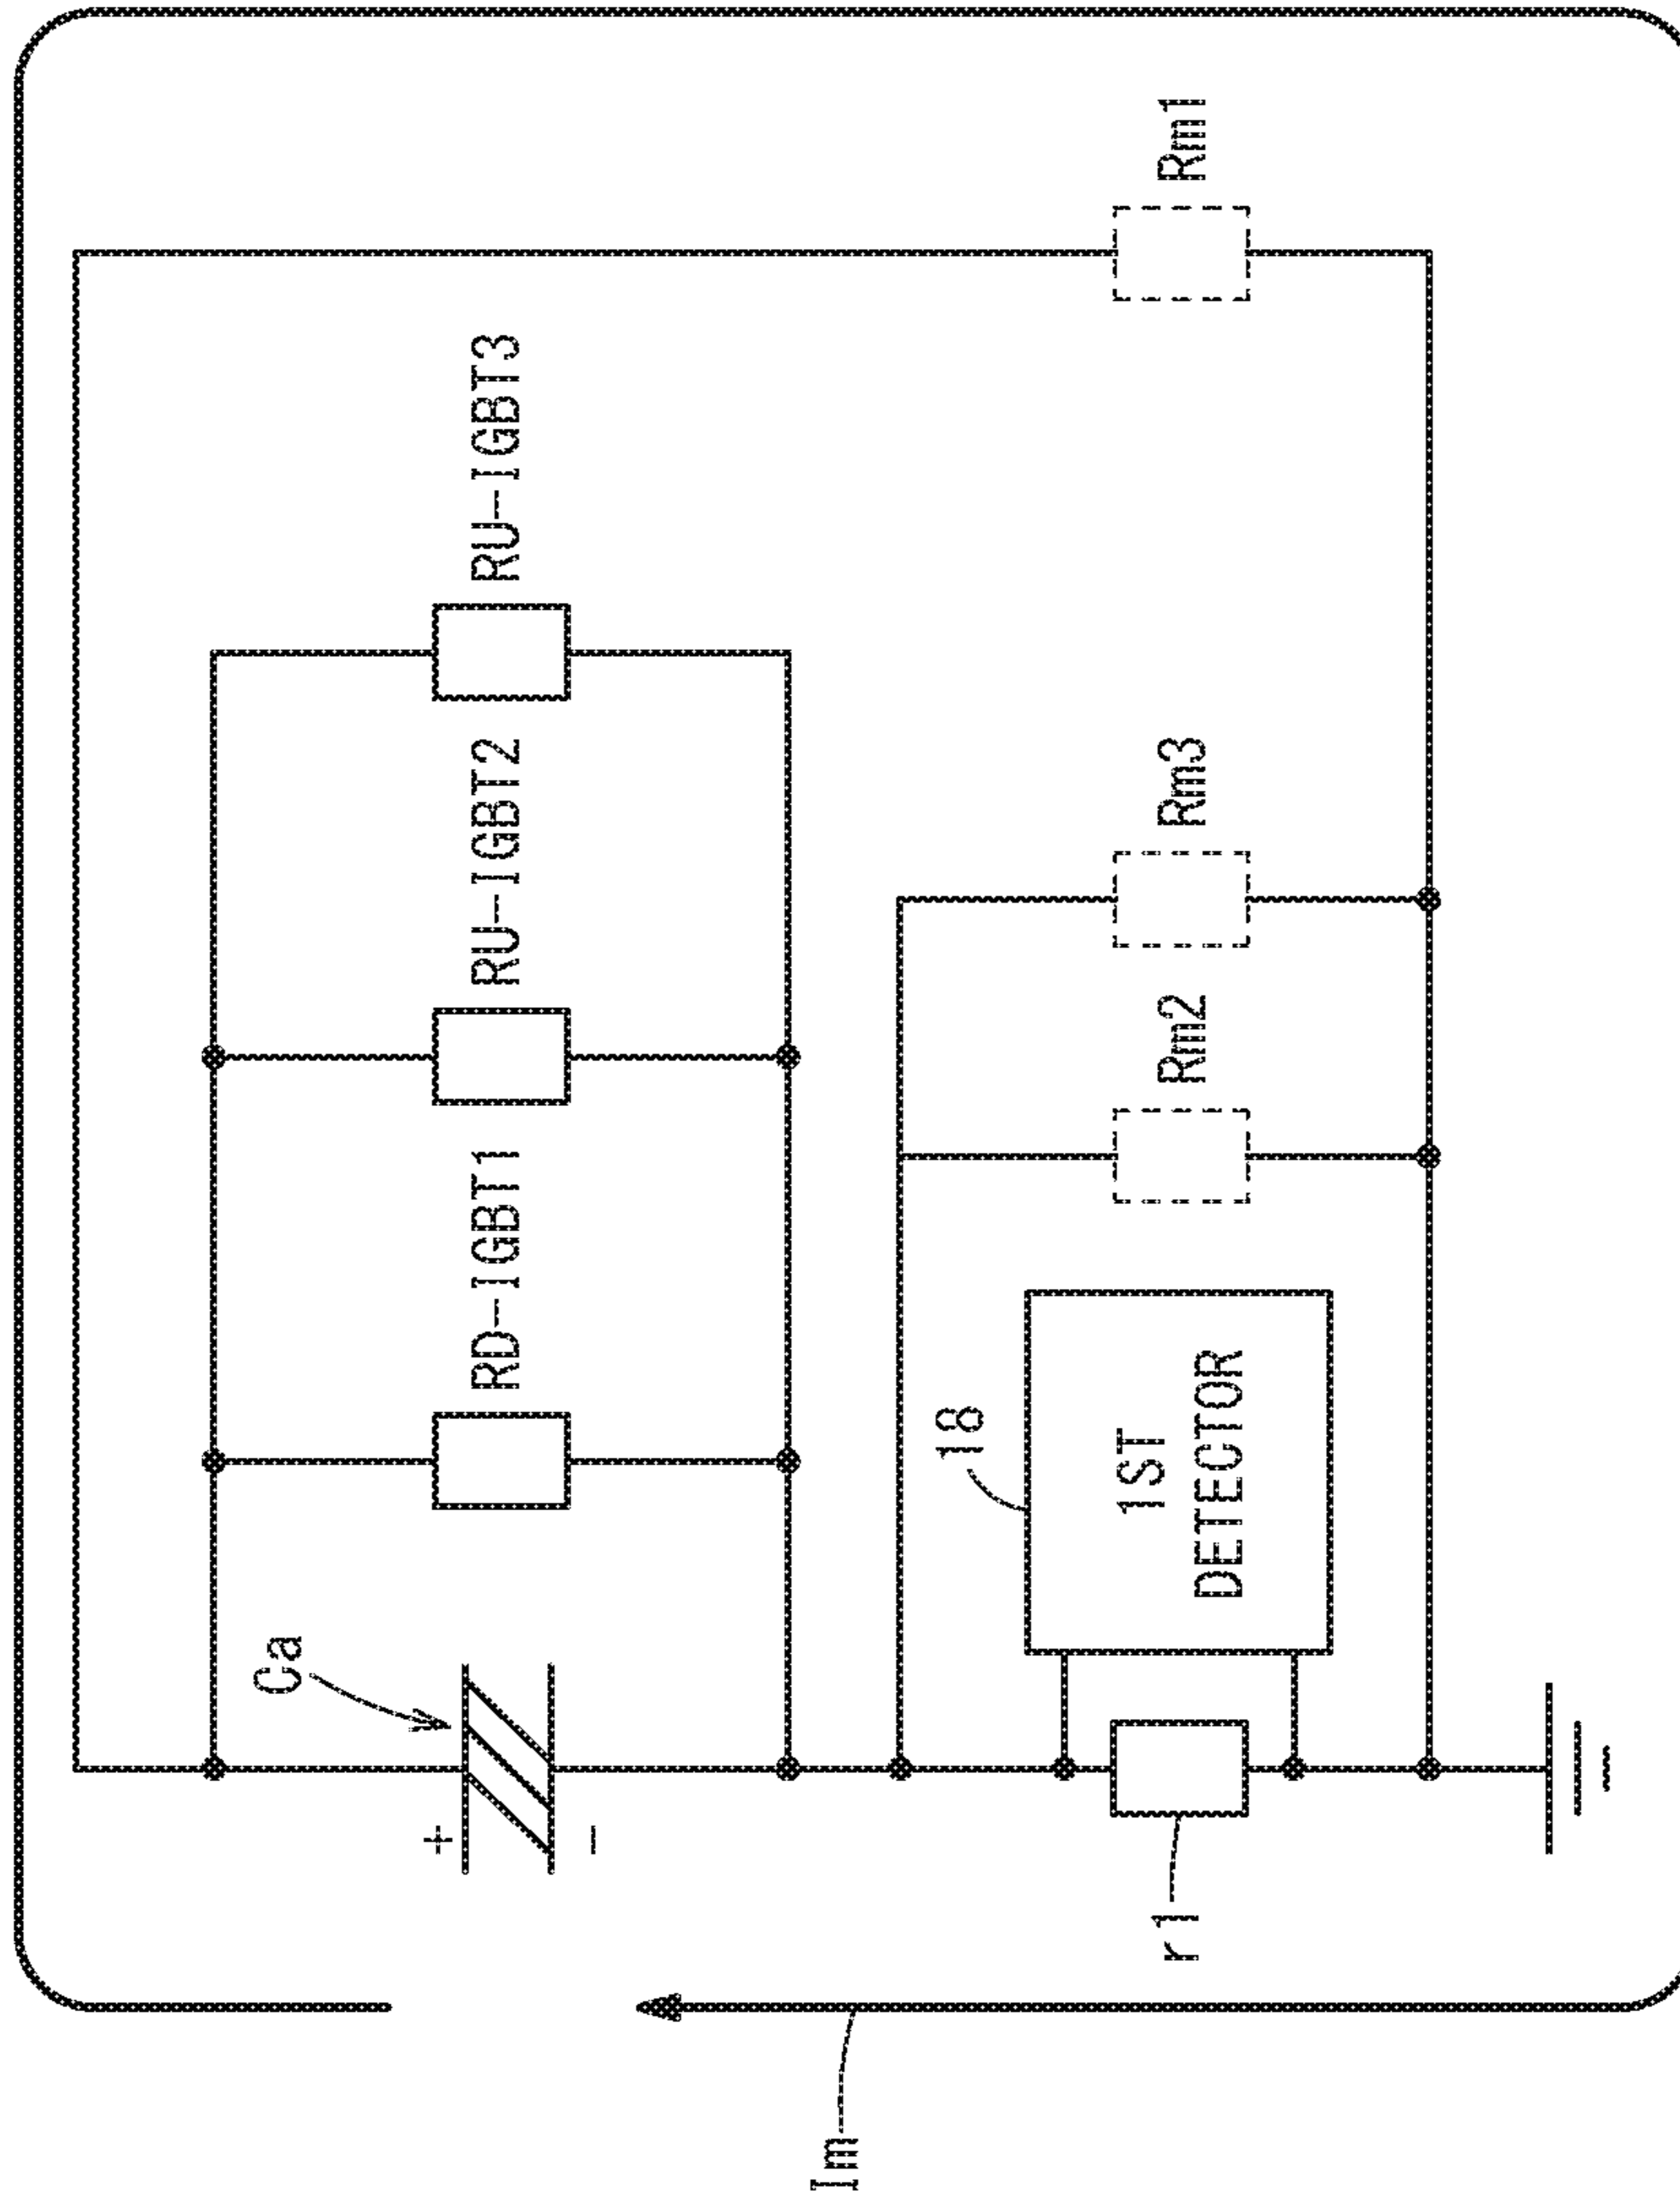 Ca
+
−
RD-IGBT1
RU-IGBT2
RU-IGBT3
18
1ST
DETECTOR
r1
Rm2
Rm3
Rm1
Im